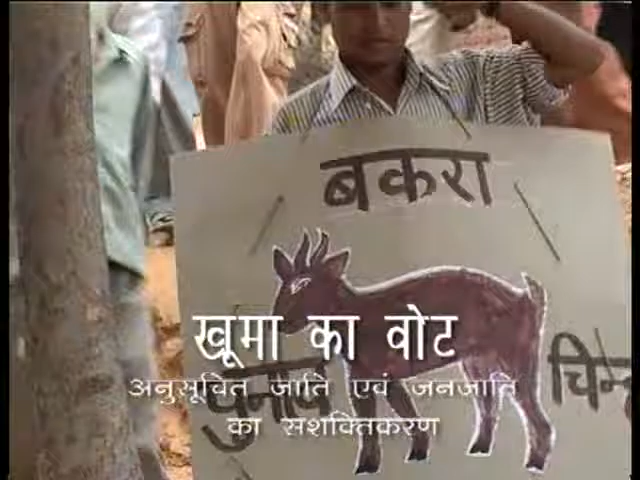 बकरा
खूमा का वोट
अनुसूचित जाति एवं जनजाति
का सशक्तिकरण
चुनाव चिन्ह